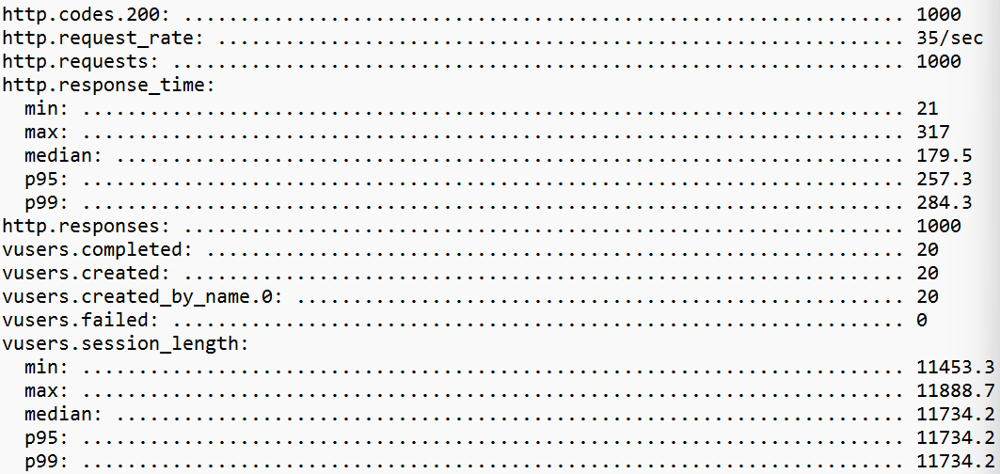 http.codes.200: ................................................................ 1000
http.request_rate: ............................................................. 35/sec
http.requests: ................................................................. 1000
http.response_time:
  min: ......................................................................... 21
  max: ......................................................................... 317
  median: ...................................................................... 179.5
  p95: ......................................................................... 257.3
  p99: ......................................................................... 284.3
http.responses: ................................................................ 1000
vusers.completed: .............................................................. 20
vusers.created: ................................................................ 20
vusers.created_by_name.0: ...................................................... 20
vusers.failed: ................................................................. 0
vusers.session_length:
  min: ......................................................................... 11453.3
  max: ......................................................................... 11888.7
  median: ...................................................................... 11734.2
  p95: ......................................................................... 11734.2
  p99: ......................................................................... 11734.2